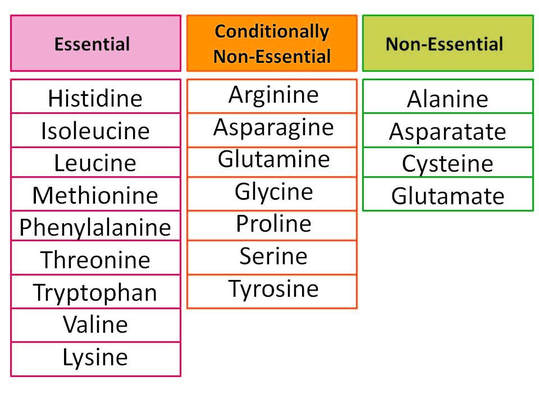 Essential
Conditionally
Non-Essential
Non-Essential
Histidine
Isoleucine
Leucine
Methionine
Phenylalanine
Threonine
Tryptophan
Valine
Lysine
Arginine
Asparagine
Glutamine
Glycine
Proline
Serine
Tyrosine
Alanine
Asparatate
Cysteine
Glutamate